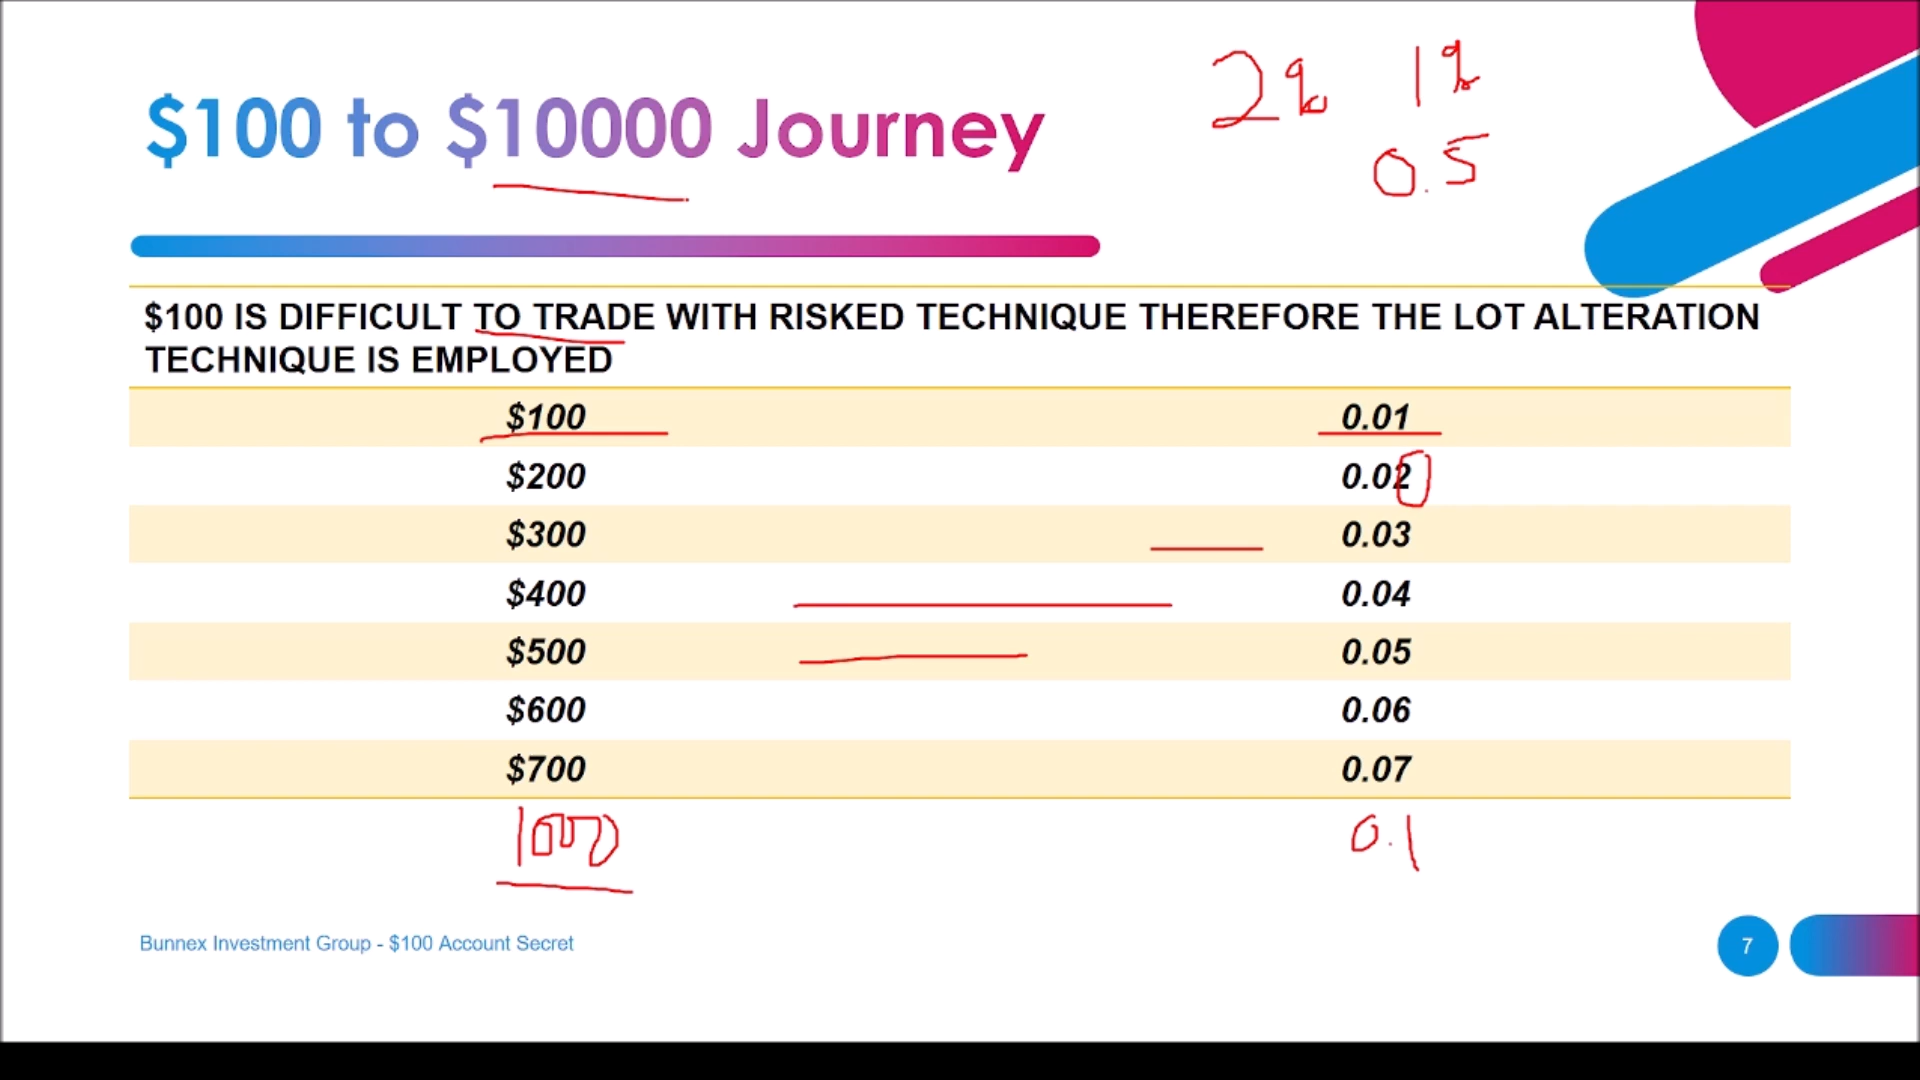 2% 1%
0.5
$100 to $10000 Journey
$100 IS DIFFICULT TO TRADE WITH RISKED TECHNIQUE THEREFORE THE LOT ALTERATION
TECHNIQUE IS EMPLOYED
$100 0.01
$200 0.02
$300 0.03
$400 0.04
$500 0.05
$600 0.06
$700 0.07
1000 0.1
Bunnex Investment Group - $100 Account Secret
7